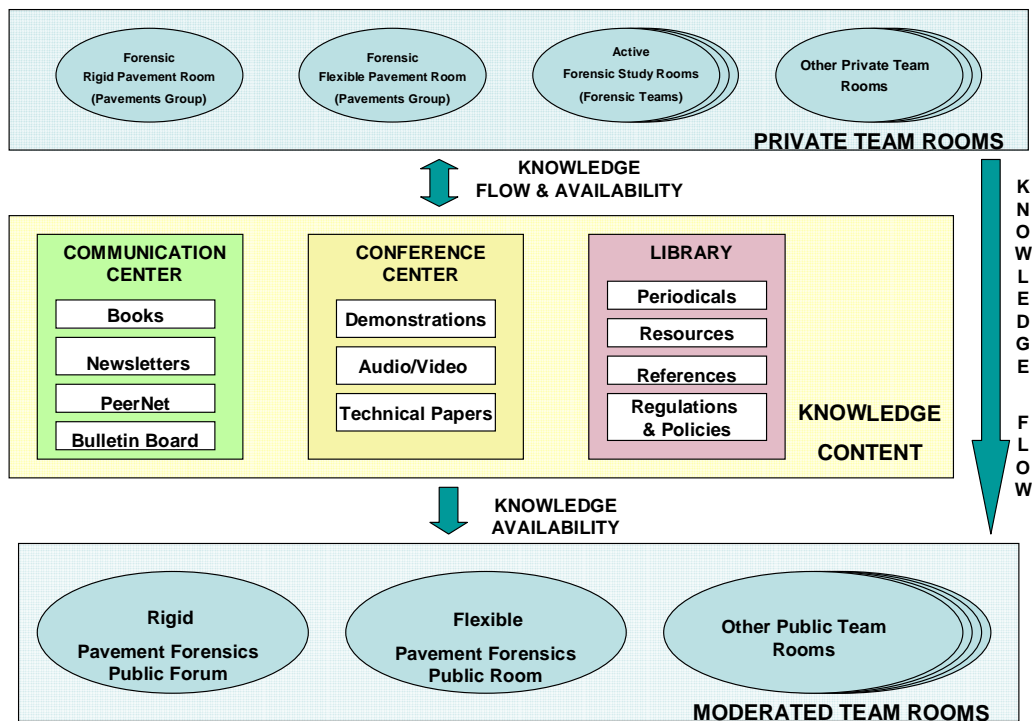 Forensic
Rigid Pavement Room
(Pavements Group)
Forensic
Flexible Pavement Room
(Pavements Group)
Active
Forensic Study Rooms
(Forensic Teams)
Other Private Team
Rooms
PRIVATE TEAM ROOMS
KNOWLEDGE
FLOW & AVAILABILITY
KNOWLEDGE FLOW
COMMUNICATION
CENTER
Books
Newsletters
PeerNet
Bulletin Board
CONFERENCE
CENTER
Demonstrations
Audio/Video
Technical Papers
LIBRARY
Periodicals
Resources
References
Regulations
& Policies
KNOWLEDGE
CONTENT
KNOWLEDGE
AVAILABILITY
Rigid
Pavement Forensics
Public Forum
Flexible
Pavement Forensics
Public Room
Other Public Team
Rooms
MODERATED TEAM ROOMS